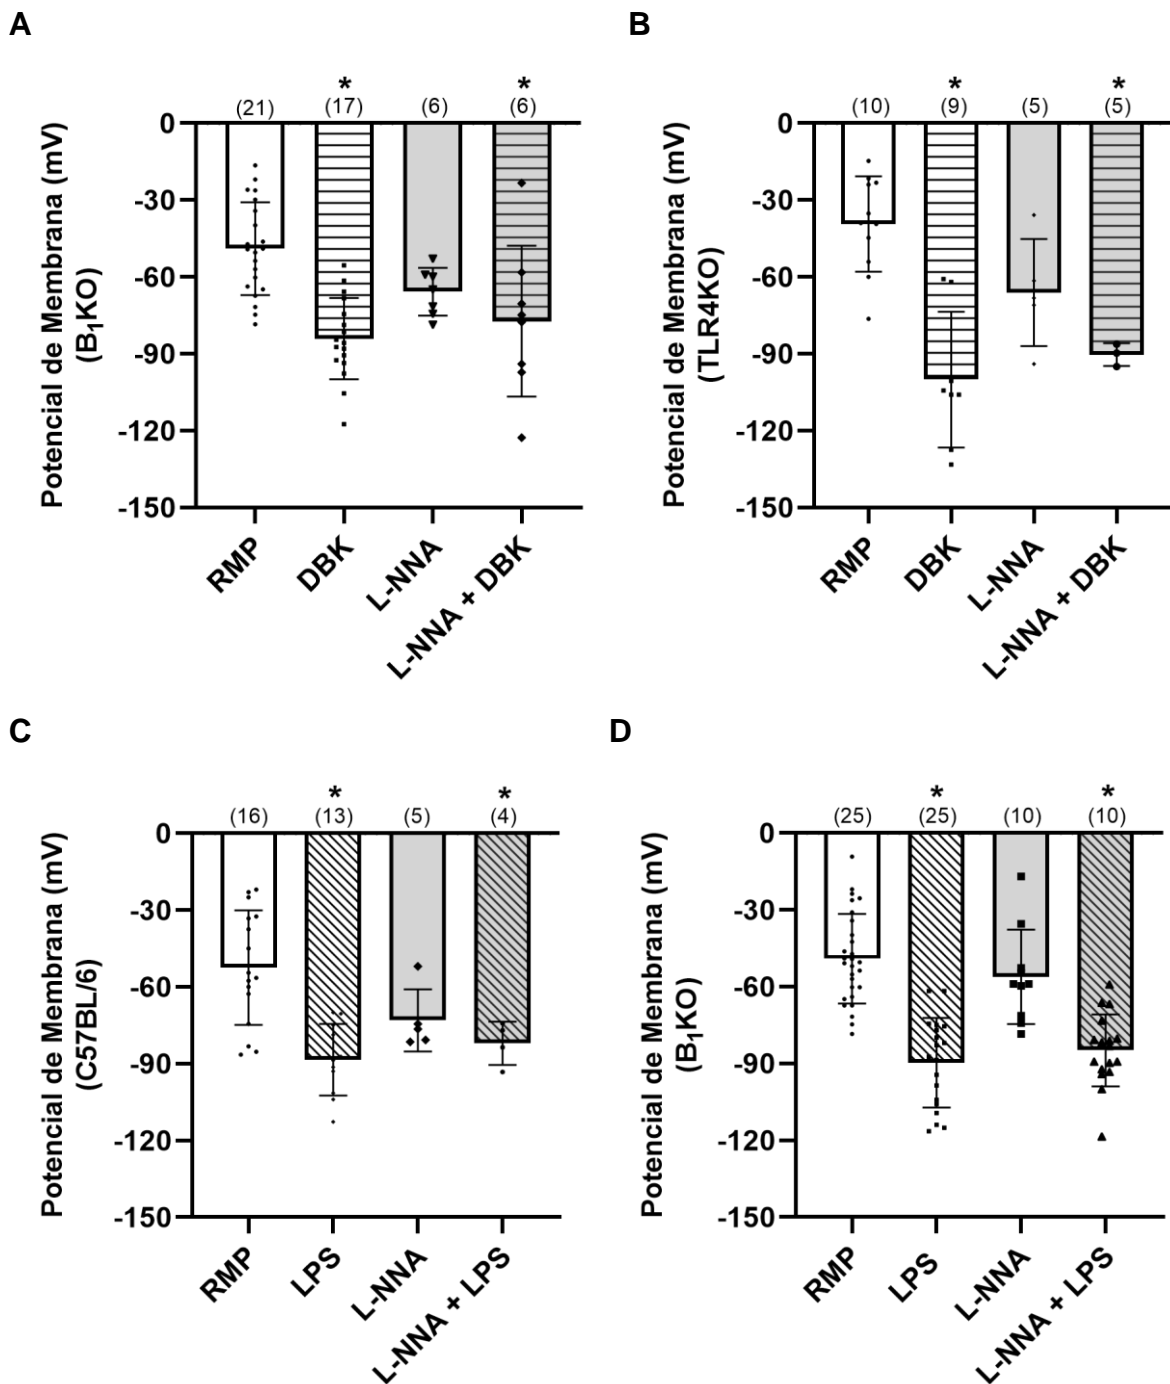 A
B
* *
(21) (17) (6) (6)
* *
(10) (9) (5) (5)
Potencial de Membrana (mV)
(B₁KO)
0
-30
-60
-90
-120
-150
RMP
DBK
L-NNA
L-NNA + DBK
Potencial de Membrana (mV)
(TLR4KO)
0
-30
-60
-90
-120
-150
RMP
DBK
L-NNA
L-NNA + DBK
C
D
* *
(16) (13) (5) (4)
* *
(25) (25) (10) (10)
Potencial de Membrana (mV)
(C57BL/6)
0
-30
-60
-90
-120
-150
RMP
LPS
L-NNA
L-NNA + LPS
Potencial de Membrana (mV)
(B₁KO)
0
-30
-60
-90
-120
-150
RMP
LPS
L-NNA
L-NNA + LPS